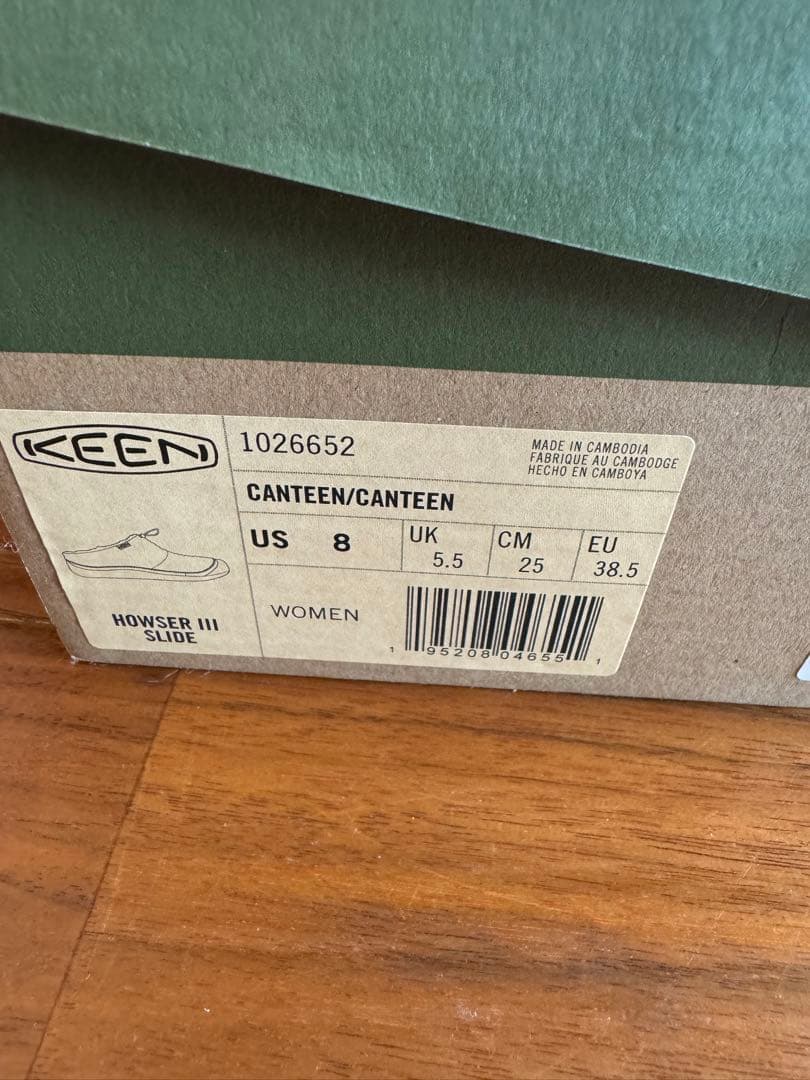 KEEN
1026652
MADE IN CAMBODIA
FABRIQUE AU CAMBODGE
HECHO EN CAMBOYA
CANTEEN/CANTEEN
US 8
UK 5.5
CM 25
EU 38.5
HOWSER III
SLIDE
WOMEN
1 95208 04655 1